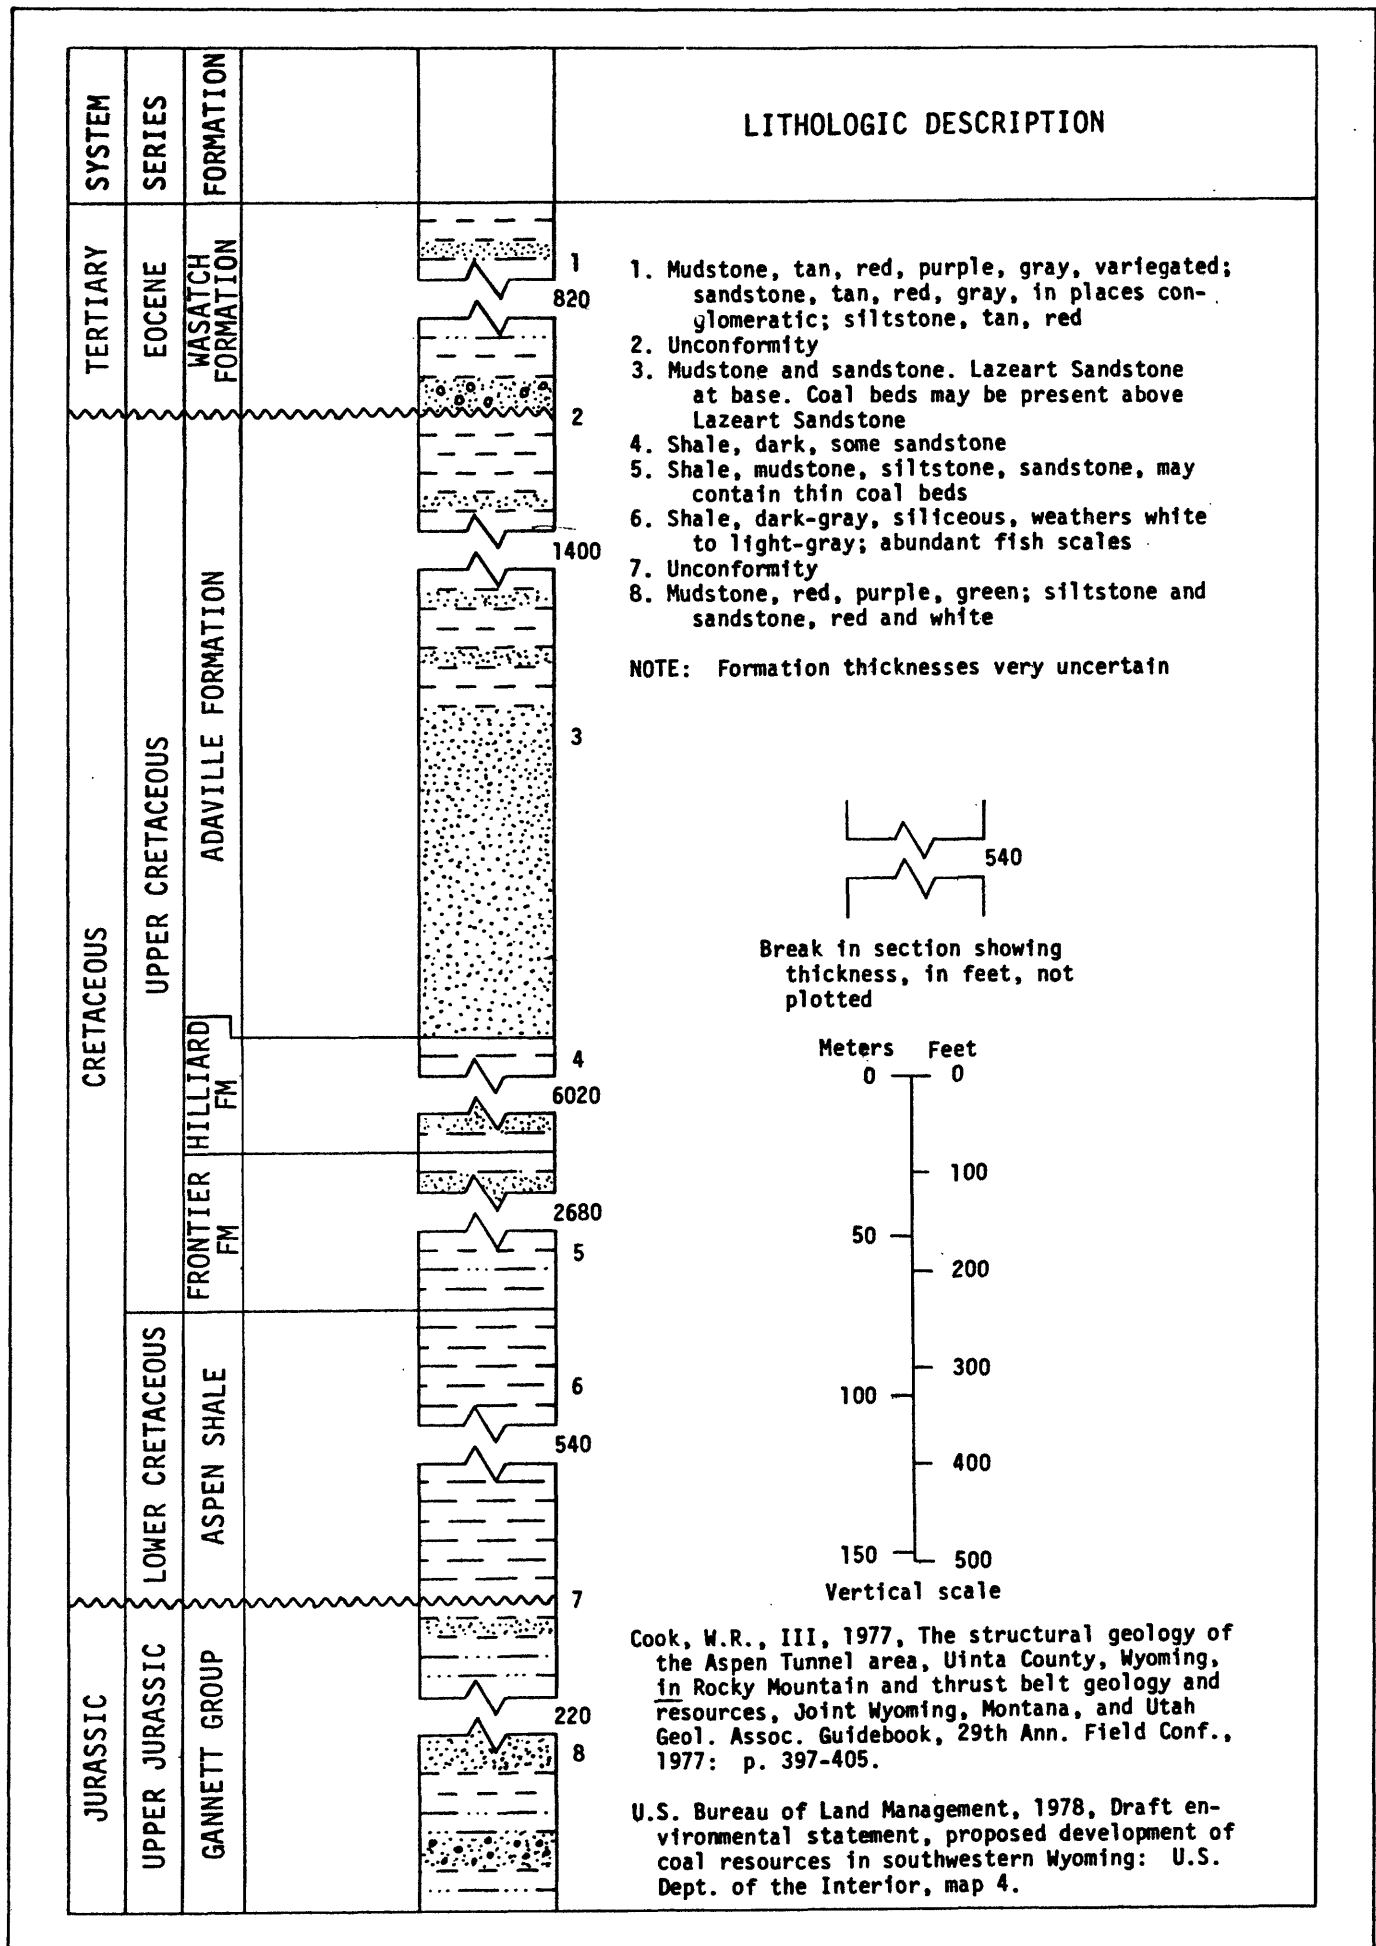 SYSTEM
SERIES
FORMATION
LITHOLOGIC DESCRIPTION
TERTIARY
EOCENE
WASATCH
FORMATION
CRETACEOUS
UPPER CRETACEOUS
ADAVILLE FORMATION
HILLIARD
FM
FRONTIER
FM
LOWER CRETACEOUS
ASPEN SHALE
JURASSIC
UPPER JURASSIC
GANNETT GROUP
1
820
2
1400
3
4
6020
2680
5
6
540
7
220
8
1. Mudstone, tan, red, purple, gray, variegated;
sandstone, tan, red, gray, in places con-
glomeratic; siltstone, tan, red
2. Unconformity
3. Mudstone and sandstone. Lazeart Sandstone
at base. Coal beds may be present above
Lazeart Sandstone
4. Shale, dark, some sandstone
5. Shale, mudstone, siltstone, sandstone, may
contain thin coal beds
6. Shale, dark-gray, siliceous, weathers white
to light-gray; abundant fish scales
7. Unconformity
8. Mudstone, red, purple, green; siltstone and
sandstone, red and white
NOTE: Formation thicknesses very uncertain
540
Break in section showing
thickness, in feet, not
plotted
Meters Feet
0 0
100
50
200
300
100
400
150 500
Vertical scale
Cook, W.R., III, 1977, The structural geology of
the Aspen Tunnel area, Uinta County, Wyoming,
in Rocky Mountain and thrust belt geology and
resources, Joint Wyoming, Montana, and Utah
Geol. Assoc. Guidebook, 29th Ann. Field Conf.,
1977: p. 397-405.
U.S. Bureau of Land Management, 1978, Draft en-
vironmental statement, proposed development of
coal resources in southwestern Wyoming: U.S.
Dept. of the Interior, map 4.